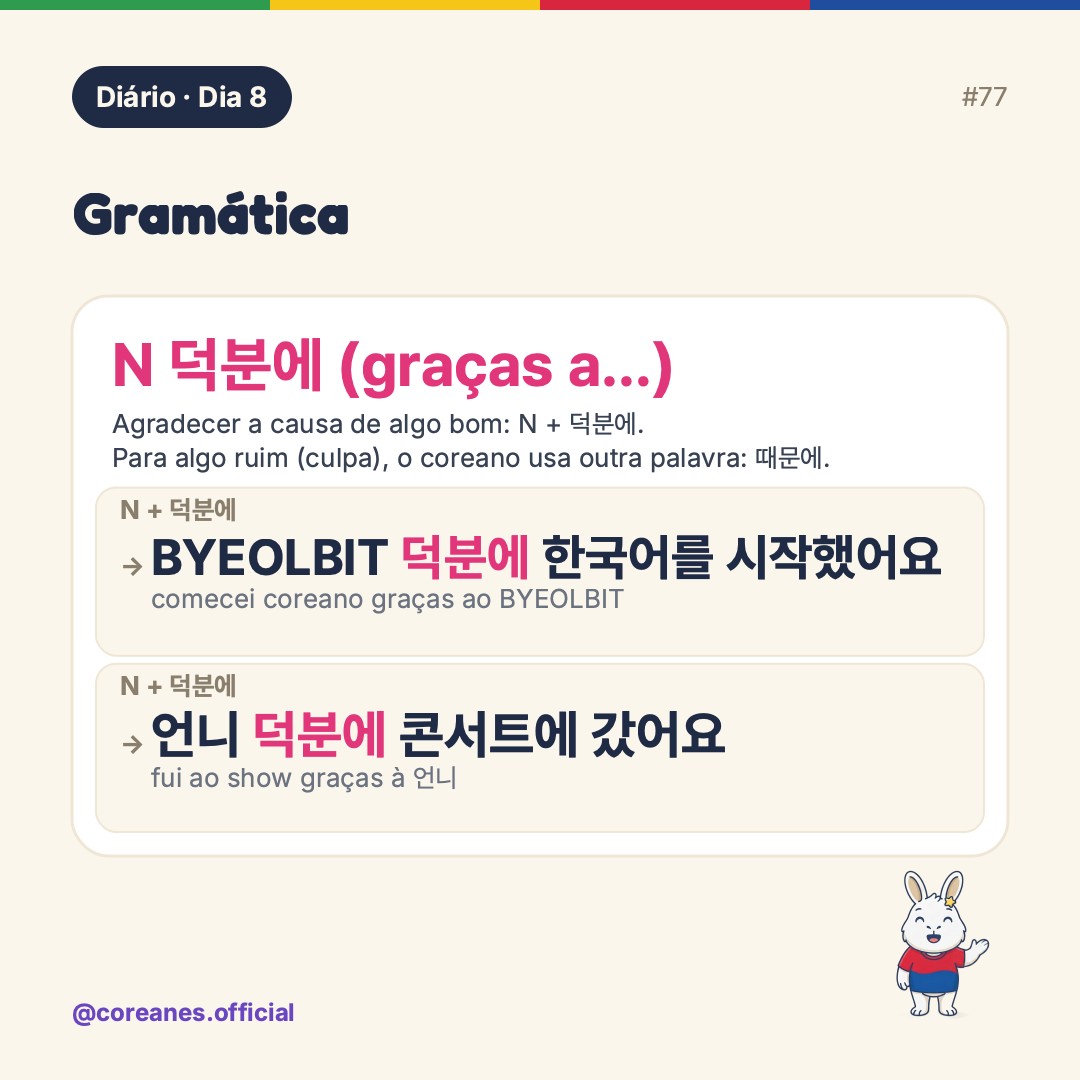 Diário · Dia 8
#77
Gramática
N 덕분에 (graças a...)
Agradecer a causa de algo bom: N + 덕분에.
Para algo ruim (culpa), o coreano usa outra palavra: 때문에.
N + 덕분에
→ BYEOLBIT 덕분에 한국어를 시작했어요
comecei coreano graças ao BYEOLBIT
N + 덕분에
→ 언니 덕분에 콘서트에 갔어요
fui ao show graças à 언니
@coreanes.official